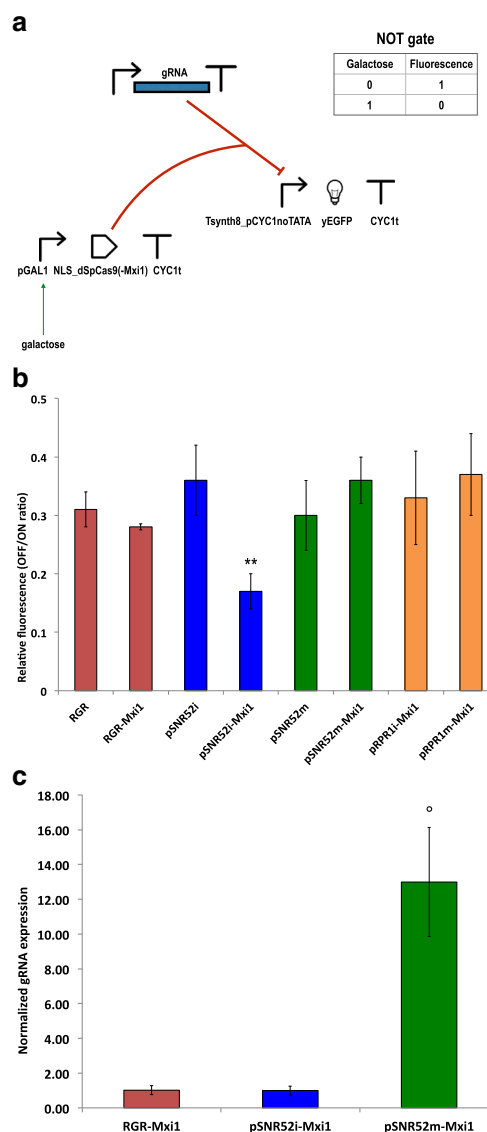 a
gRNA
NOT gate
Galactose Fluorescence
0 1
1 0
Tsynth8_pCYC1noTATA yEGFP CYC1t
pGAL1 NLS_dSpCas9(-Mxi1) CYC1t
galactose
b
Relative fluorescence (OFF/ON ratio)
0.5
0.4
0.3
0.2
0.1
0
**
RGR
RGR-Mxi1
pSNR52i
pSNR52i-Mxi1
pSNR52m
pSNR52m-Mxi1
pRPR1i-Mxi1
pRPR1m-Mxi1
c
Normalized gRNA expression
18.00
16.00
14.00
12.00
10.00
8.00
6.00
4.00
2.00
0.00
°
RGR-Mxi1 pSNR52i-Mxi1 pSNR52m-Mxi1